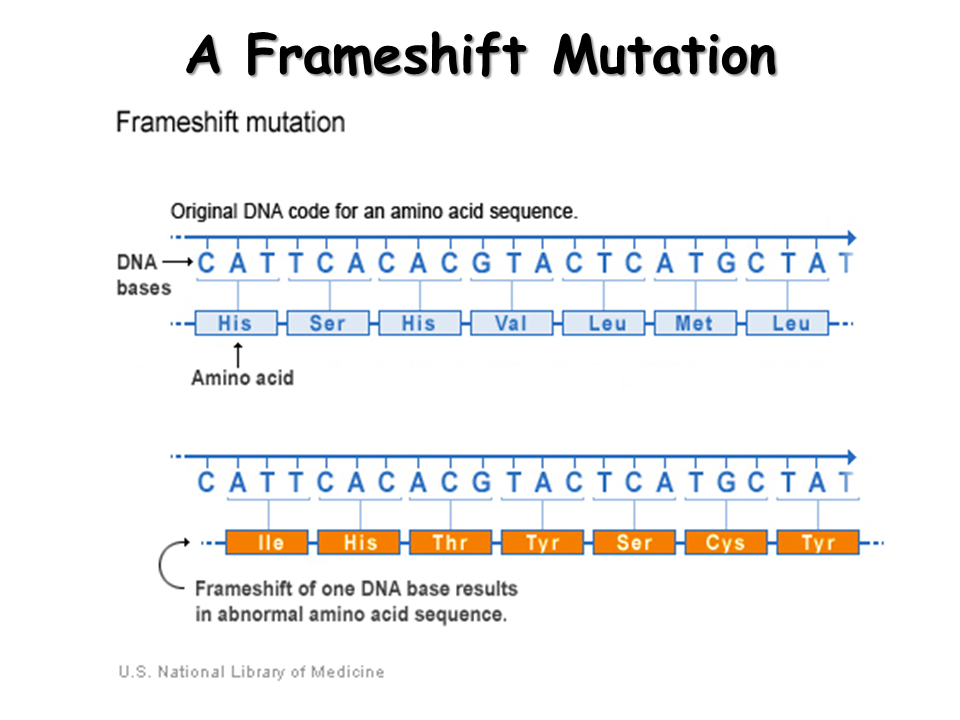 A Frameshift Mutation
Frameshift mutation
Original DNA code for an amino acid sequence.
DNA bases
C A T T C A C A C G T A C T C A T G C T A T
His Ser His Val Leu Met Leu
Amino acid
C A T T C A C A C G T A C T C A T G C T A T
Ile His Thr Tyr Ser Cys Tyr
Frameshift of one DNA base results
in abnormal amino acid sequence.
U.S. National Library of Medicine